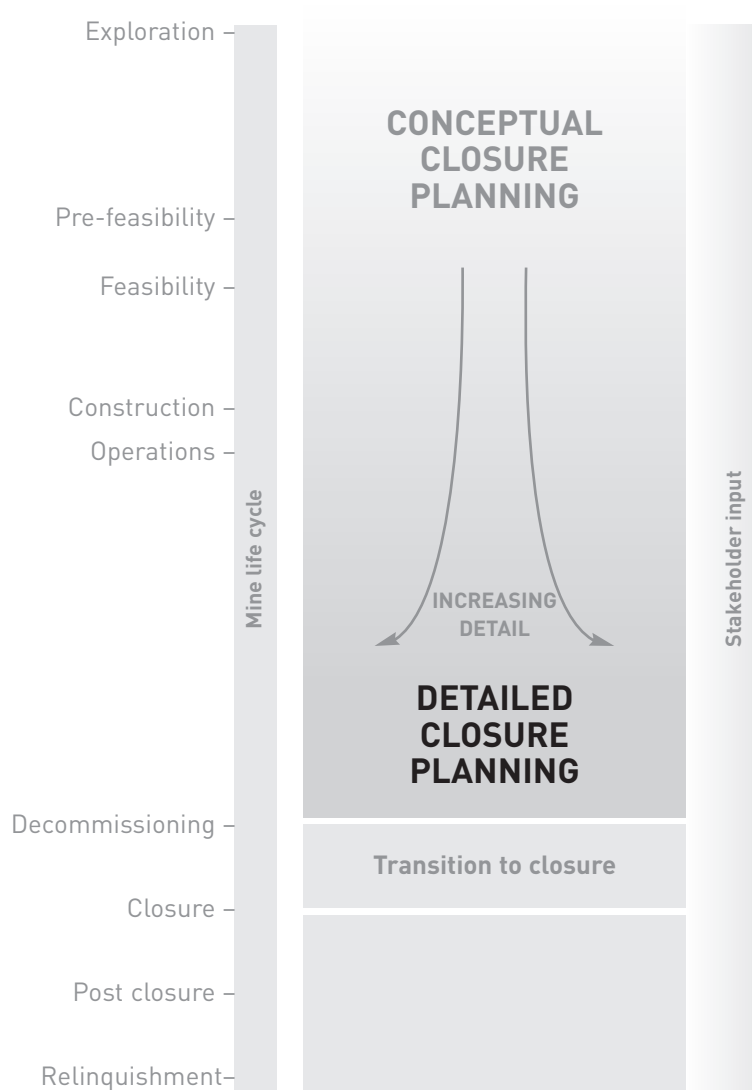 Exploration
CONCEPTUAL
CLOSURE
PLANNING
Pre-feasibility
Feasibility
Construction
Operations
Mine life cycle
Stakeholder input
INCREASING
DETAIL
DETAILED
CLOSURE
PLANNING
Decommissioning
Transition to closure
Closure
Post closure
Relinquishment